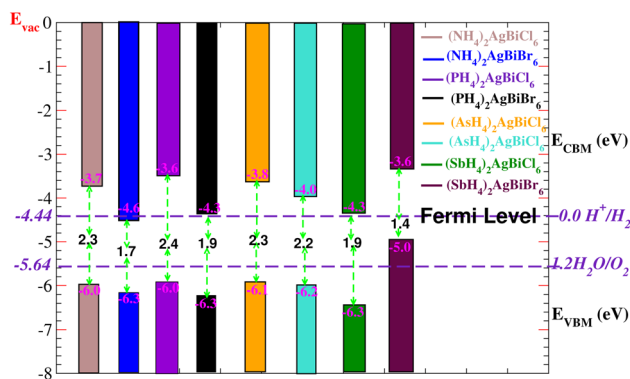 E_vac
0
-1
-2
-3
-4
-4.44
-5
-5.64
-6
-7
-8
(NH₄)₂AgBiCl₆
(NH₄)₂AgBiBr₆
(PH₄)₂AgBiCl₆
(PH₄)₂AgBiBr₆
(AsH₄)₂AgBiCl₆
(AsH₄)₂AgBiCl₆
(SbH₄)₂AgBiCl₆
(SbH₄)₂AgBiBr₆
E_CBM (eV)
-3.7 -4.6 -3.6 -4.3 -3.8 -4.0 -4.3 -3.6
Fermi Level
0.0 H⁺/H₂
2.3 1.7 2.4 1.9 2.3 2.2 1.9 1.4
1.2H₂O/O₂
-6.0 -6.3 -6.0 -6.3 -6.1 -6.2 -6.3 -5.0
E_VBM (eV)